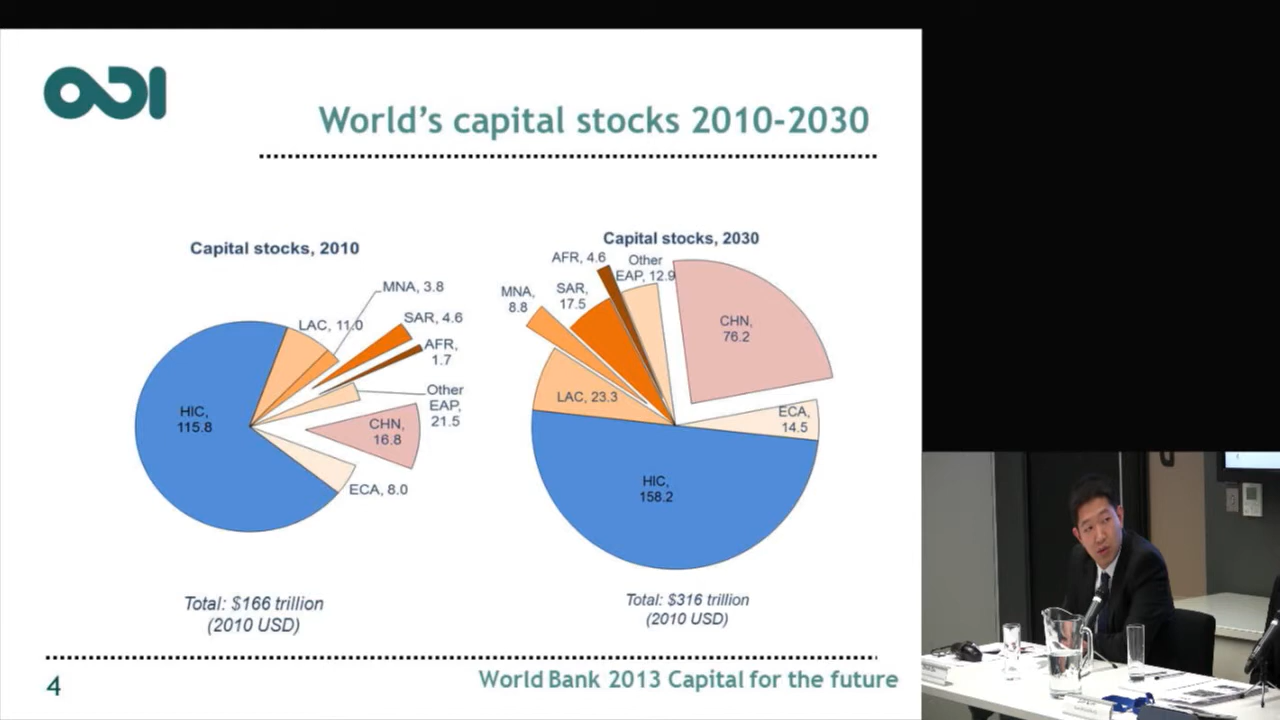 ODI
World's capital stocks 2010-2030
Capital stocks, 2010
MNA, 3.8
LAC, 11.0
SAR, 4.6
AFR,
1.7
Other
EAP,
21.5
HIC,
115.8
CHN,
16.8
ECA, 8.0
Total: $166 trillion
(2010 USD)
Capital stocks, 2030
AFR, 4.6
Other
EAP, 12.9
MNA,
8.8
SAR,
17.5
CHN,
76.2
LAC, 23.3
ECA,
14.5
HIC,
158.2
Total: $316 trillion
(2010 USD)
4
World Bank 2013 Capital for the future